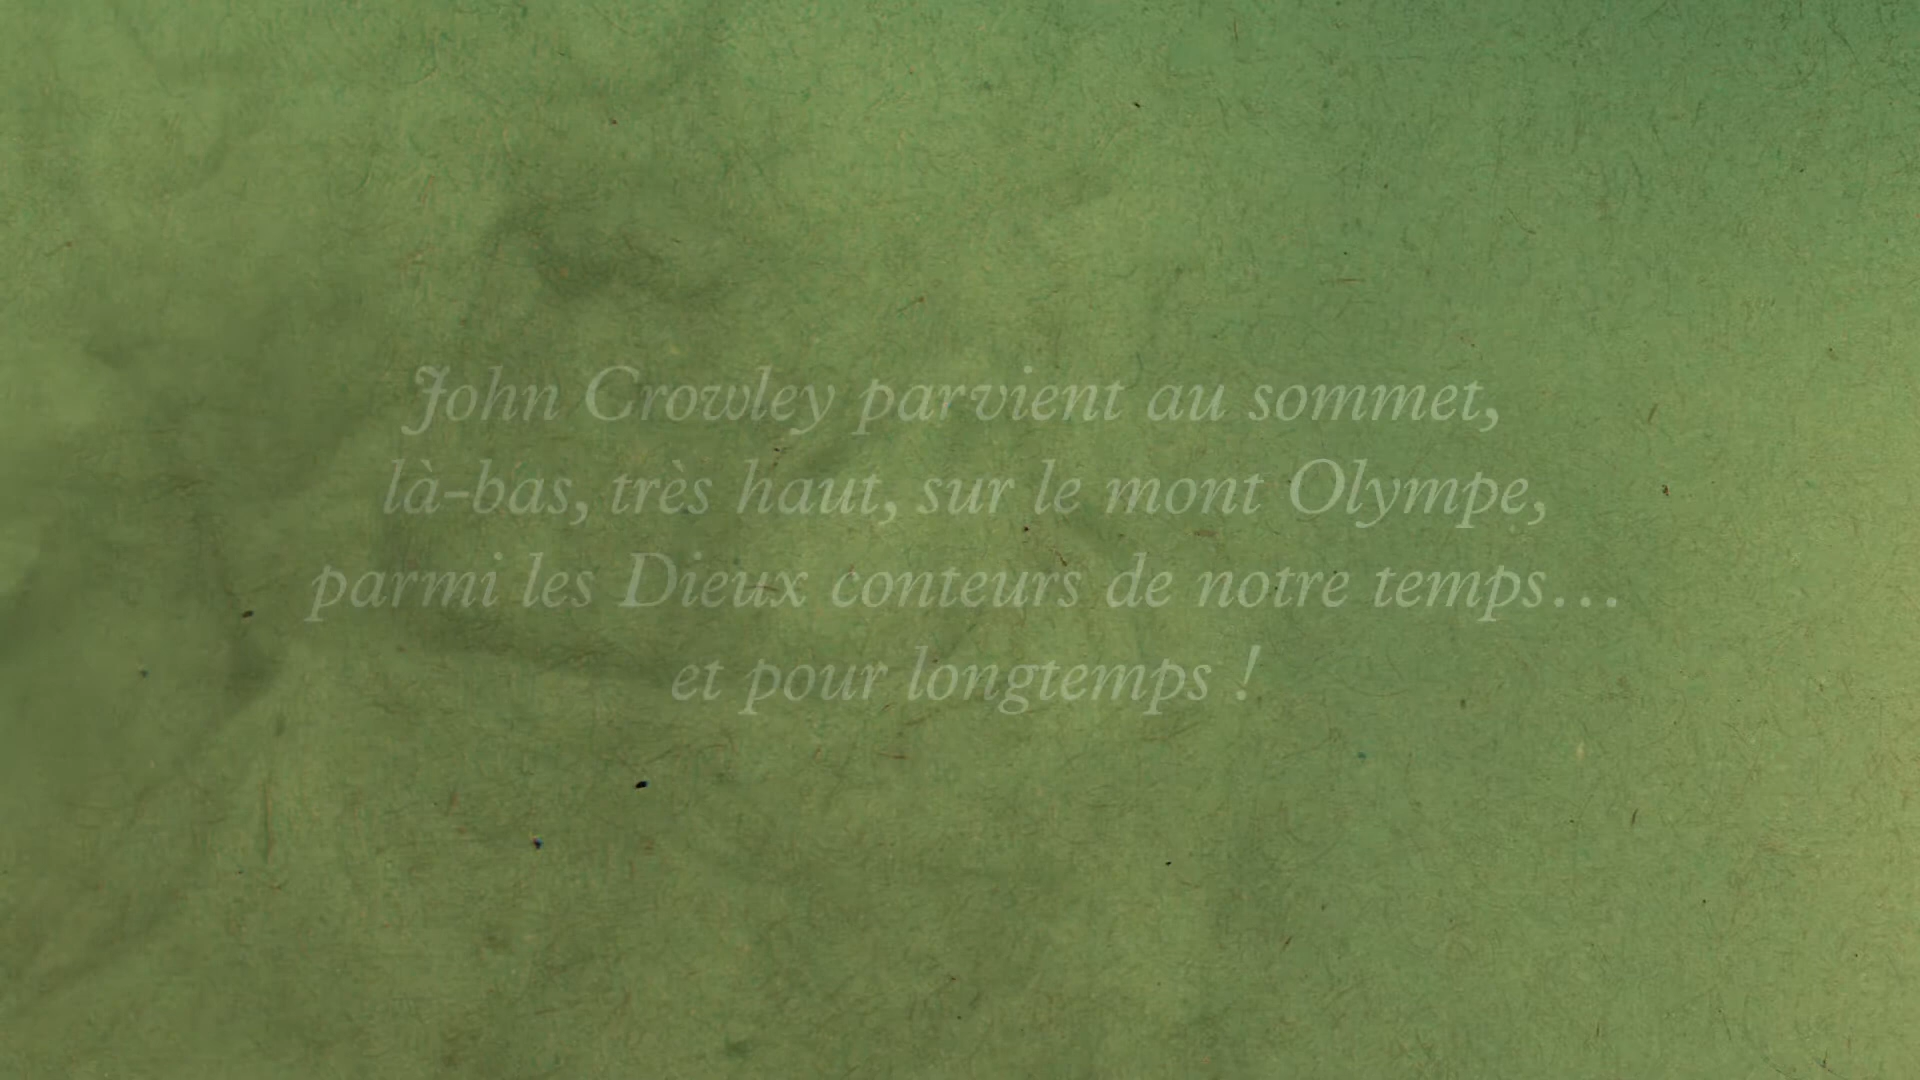 John Crowley parvient au sommet,
là-bas, très haut, sur le mont Olympe,
parmi les Dieux conteurs de notre temps…
et pour longtemps !